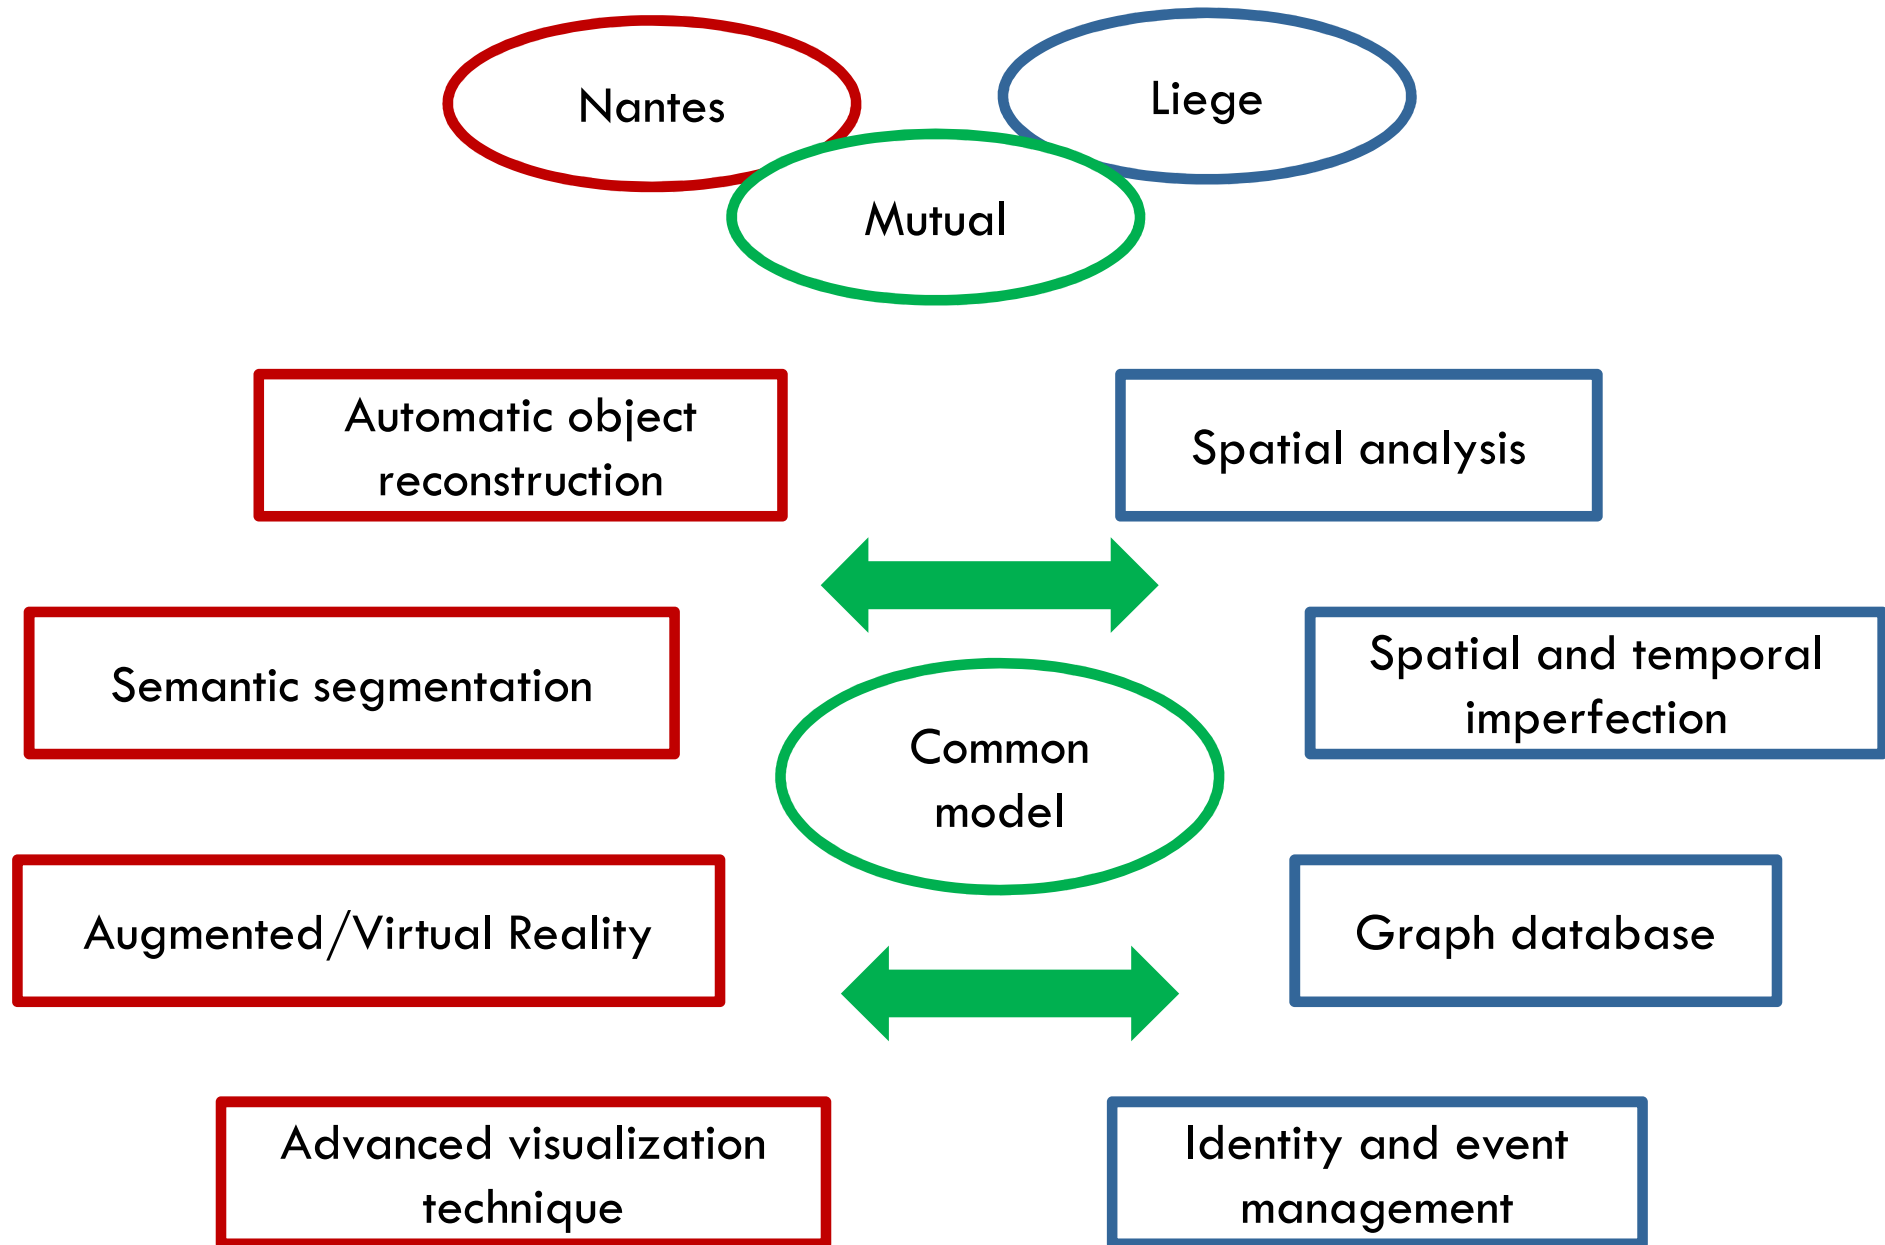 Nantes
Liege
Mutual
Automatic object
reconstruction
Spatial analysis
Semantic segmentation
Spatial and temporal
imperfection
Common
model
Augmented/Virtual Reality
Graph database
Advanced visualization
technique
Identity and event
management